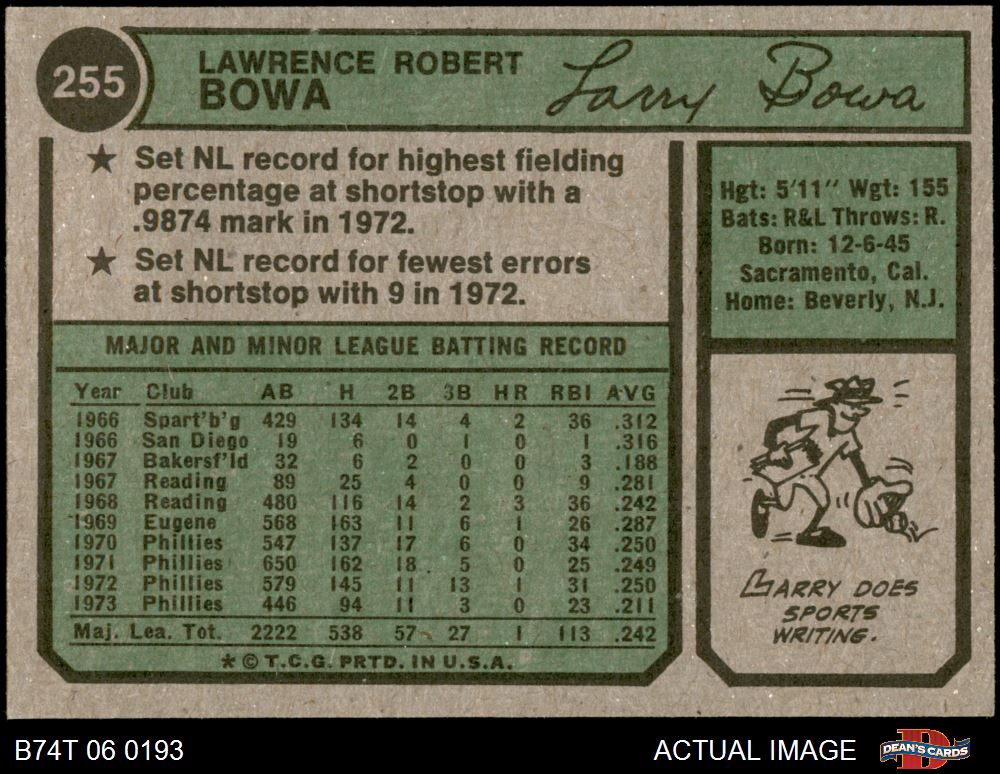 255
LAWRENCE ROBERT
BOWA
Larry Bowa
★ Set NL record for highest fielding
percentage at shortstop with a
.9874 mark in 1972.
★ Set NL record for fewest errors
at shortstop with 9 in 1972.
Hgt: 5'11" Wgt: 155
Bats: R&L Throws: R.
Born: 12-6-45
Sacramento, Cal.
Home: Beverly, N.J.
MAJOR AND MINOR LEAGUE BATTING RECORD
Year Club AB H 2B 3B HR RBI AVG
1966 Spart'b'g 429 134 14 4 2 36 .312
1966 San Diego 19 6 0 1 0 1 .316
1967 Bakersf'ld 32 6 2 0 0 3 .188
1967 Reading 89 25 4 0 0 9 .281
1968 Reading 480 116 14 2 3 36 .242
1969 Eugene 568 163 11 6 1 26 .287
1970 Phillies 547 137 17 6 0 34 .250
1971 Phillies 650 162 18 5 0 25 .249
1972 Phillies 579 145 11 13 1 31 .250
1973 Phillies 446 94 11 3 0 23 .211
Maj. Lea. Tot. 2222 538 57 27 1 113 .242
* © T.C.G. PRTD. IN U.S.A.
LARRY DOES
SPORTS
WRITING.
B74T 06 0193
ACTUAL IMAGE
DEAN'S CARDS